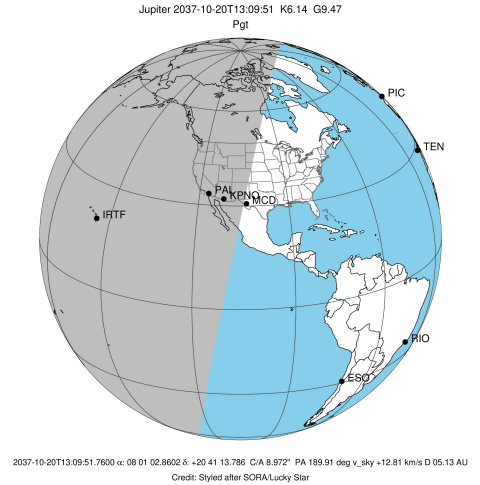 Jupiter 2037-10-20T13:09:51 K6.14 G9.47
Pgt
PIC
TEN
PAL
KPNO
MCD
IRTF
RIO
ESO
2037-10-20T13:09:51.7600 α: 08 01 02.8602 δ: +20 41 13.786 C/A 8.972" PA 189.91 deg v_sky +12.81 km/s D 05.13 AU
Credit: Styled after SORA/Lucky Star